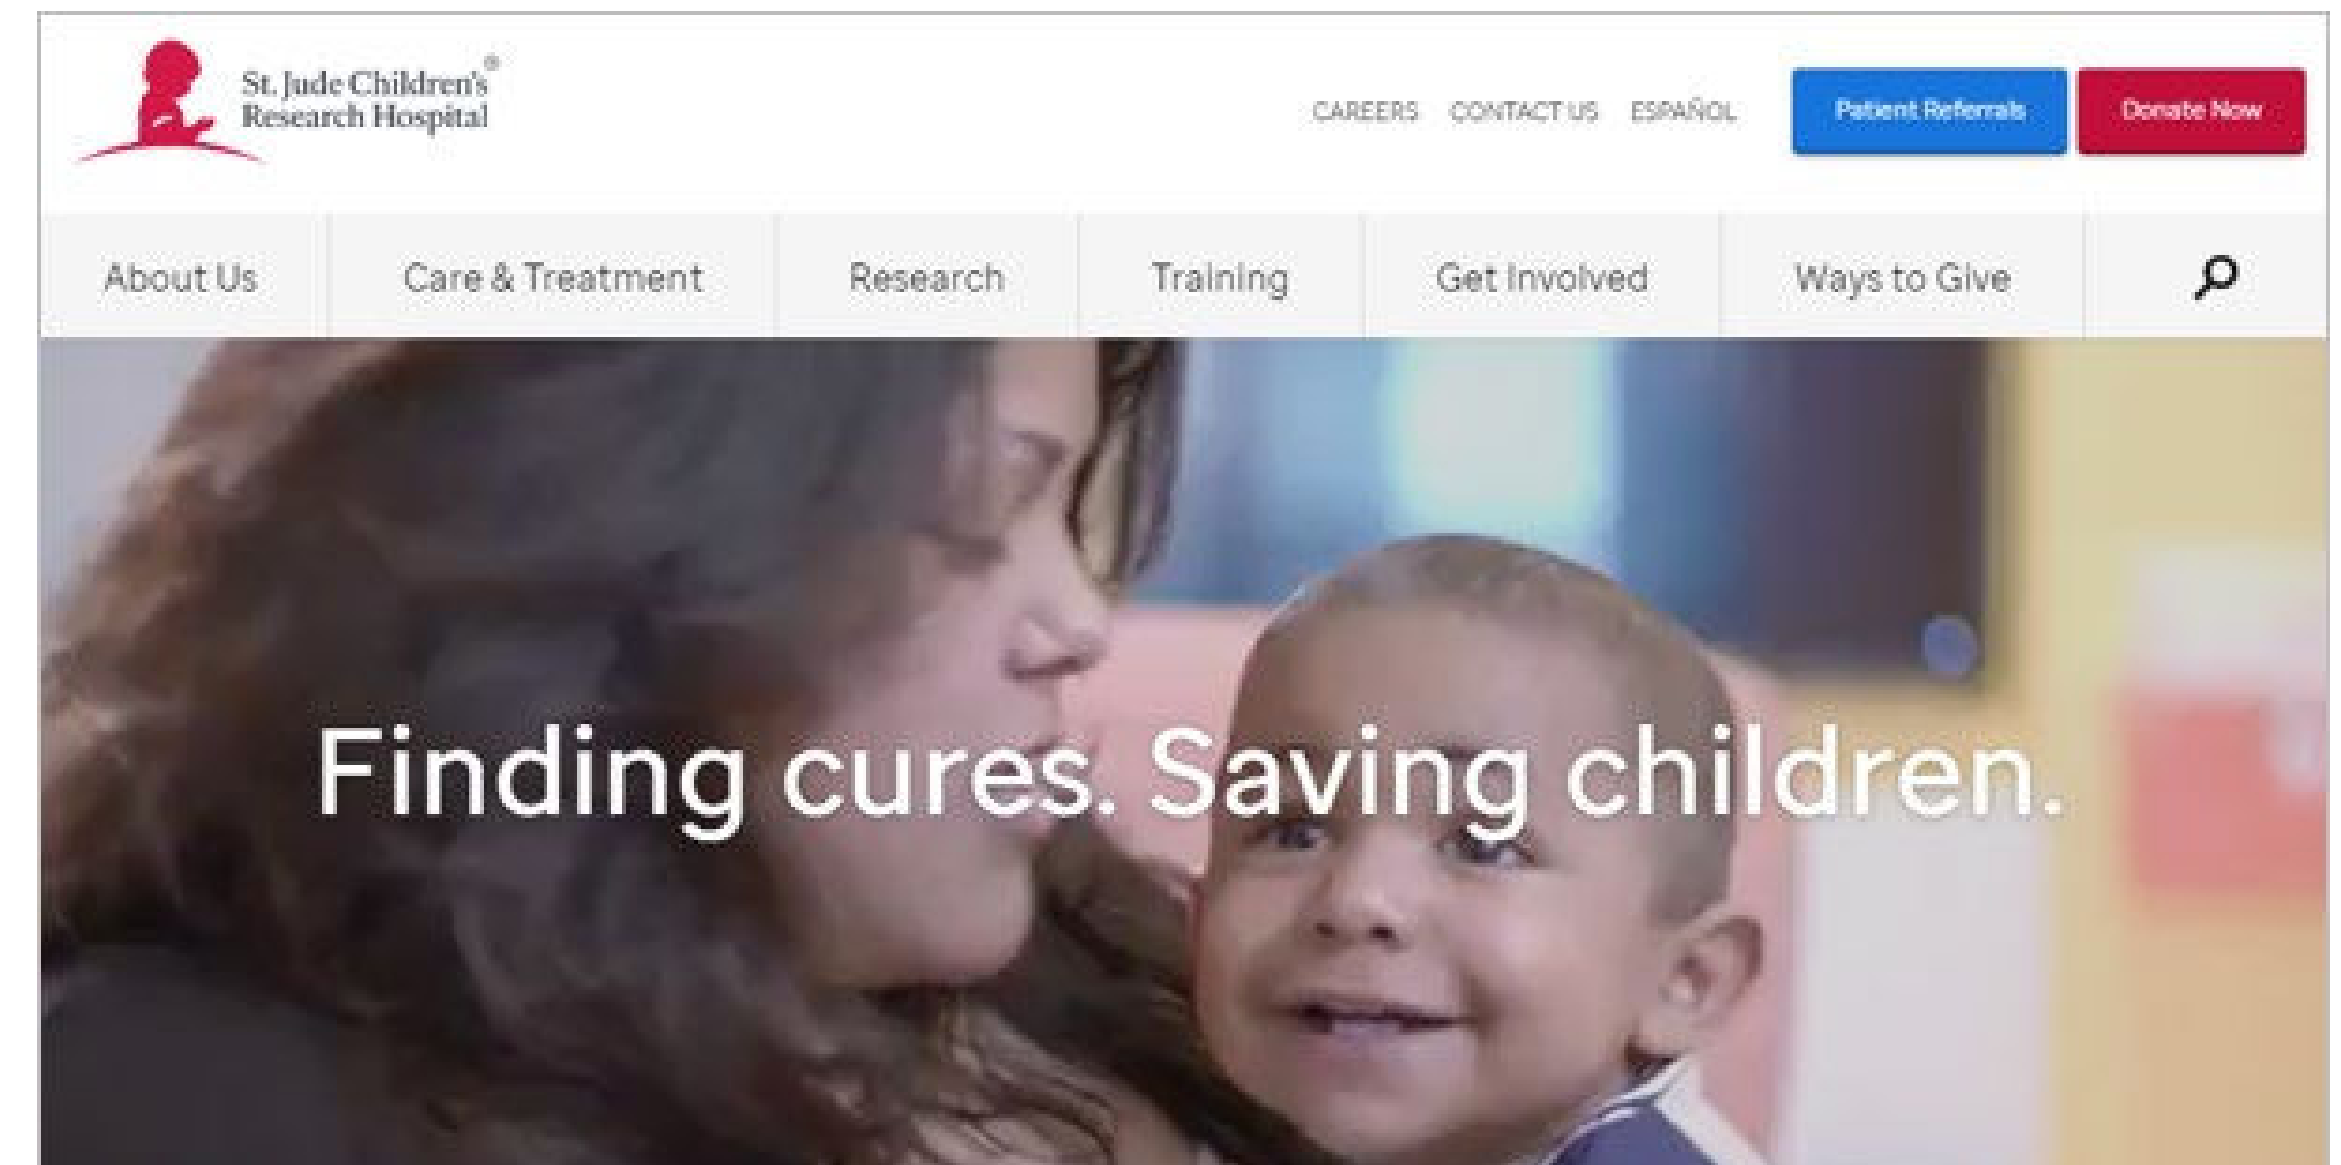 St. Jude Children's®
Research Hospital
CAREERS CONTACT US ESPAÑOL Patient Referrals Donate Now
About Us Care & Treatment Research Training Get Involved Ways to Give
Finding cures. Saving children.